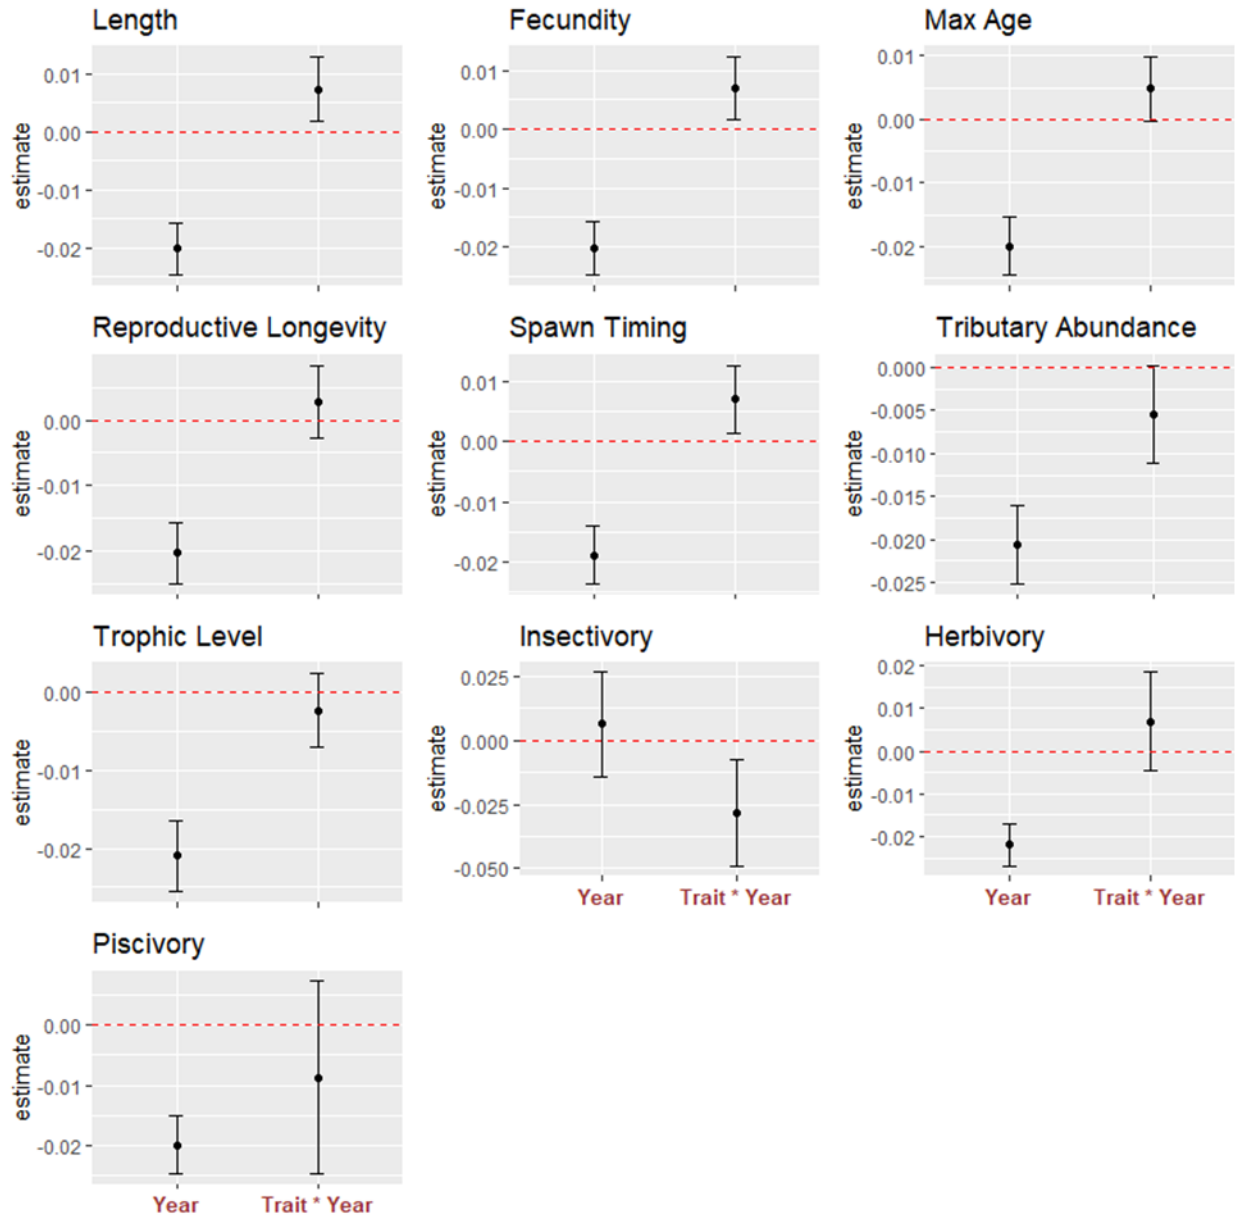 Length
Fecundity
Max Age
estimate
0.01
0.00
-0.01
-0.02
estimate
0.01
0.00
-0.01
-0.02
estimate
0.01
0.00
-0.01
-0.02
Reproductive Longevity
Spawn Timing
Tributary Abundance
estimate
0.00
-0.01
-0.02
estimate
0.01
0.00
-0.01
-0.02
estimate
0.000
-0.005
-0.010
-0.015
-0.020
-0.025
Trophic Level
Insectivory
Herbivory
estimate
0.00
-0.01
-0.02
estimate
0.025
0.000
-0.025
-0.050
Year
Trait * Year
estimate
0.02
0.01
0.00
-0.01
-0.02
Year
Trait * Year
Piscivory
estimate
0.00
-0.01
-0.02
Year
Trait * Year